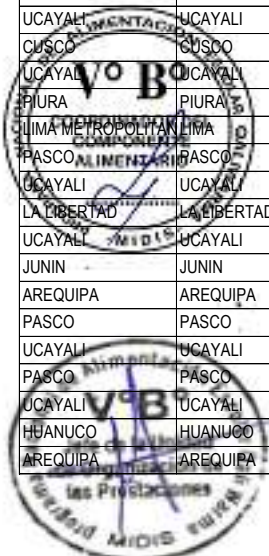 UCAYALI UCAYALI
CUSCO CUSCO
UCAYALI UCAYALI
PIURA PIURA
LIMA METROPOLITAN LIMA
PASCO PASCO
UCAYALI UCAYALI
LA LIBERTAD LA LIBERTAD
UCAYALI UCAYALI
JUNIN JUNIN
AREQUIPA AREQUIPA
PASCO PASCO
UCAYALI UCAYALI
PASCO PASCO
UCAYALI UCAYALI
HUANUCO HUANUCO
AREQUIPA AREQUIPA
V° B°
COMPONENTE
ALIMENTARIO
MIDIS
V° B°
las Prestaciones
MIDIS